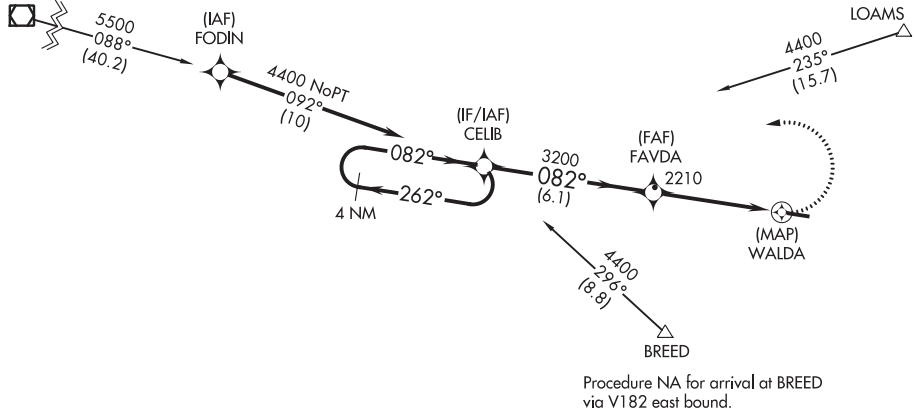 5500
088°
(40.2)
(IAF)
FODIN
4400 NoPT
092°
(10)
(IF/IAF)
CELIB
082°
262°
4 NM
3200
082°
(6.1)
(FAF)
FAVDA
2210
(MAP)
WALDA
LOAMS
4400
235°
(15.7)
4400
296°
(8.8)
BREED
Procedure NA for arrival at BREED
via V182 east bound.